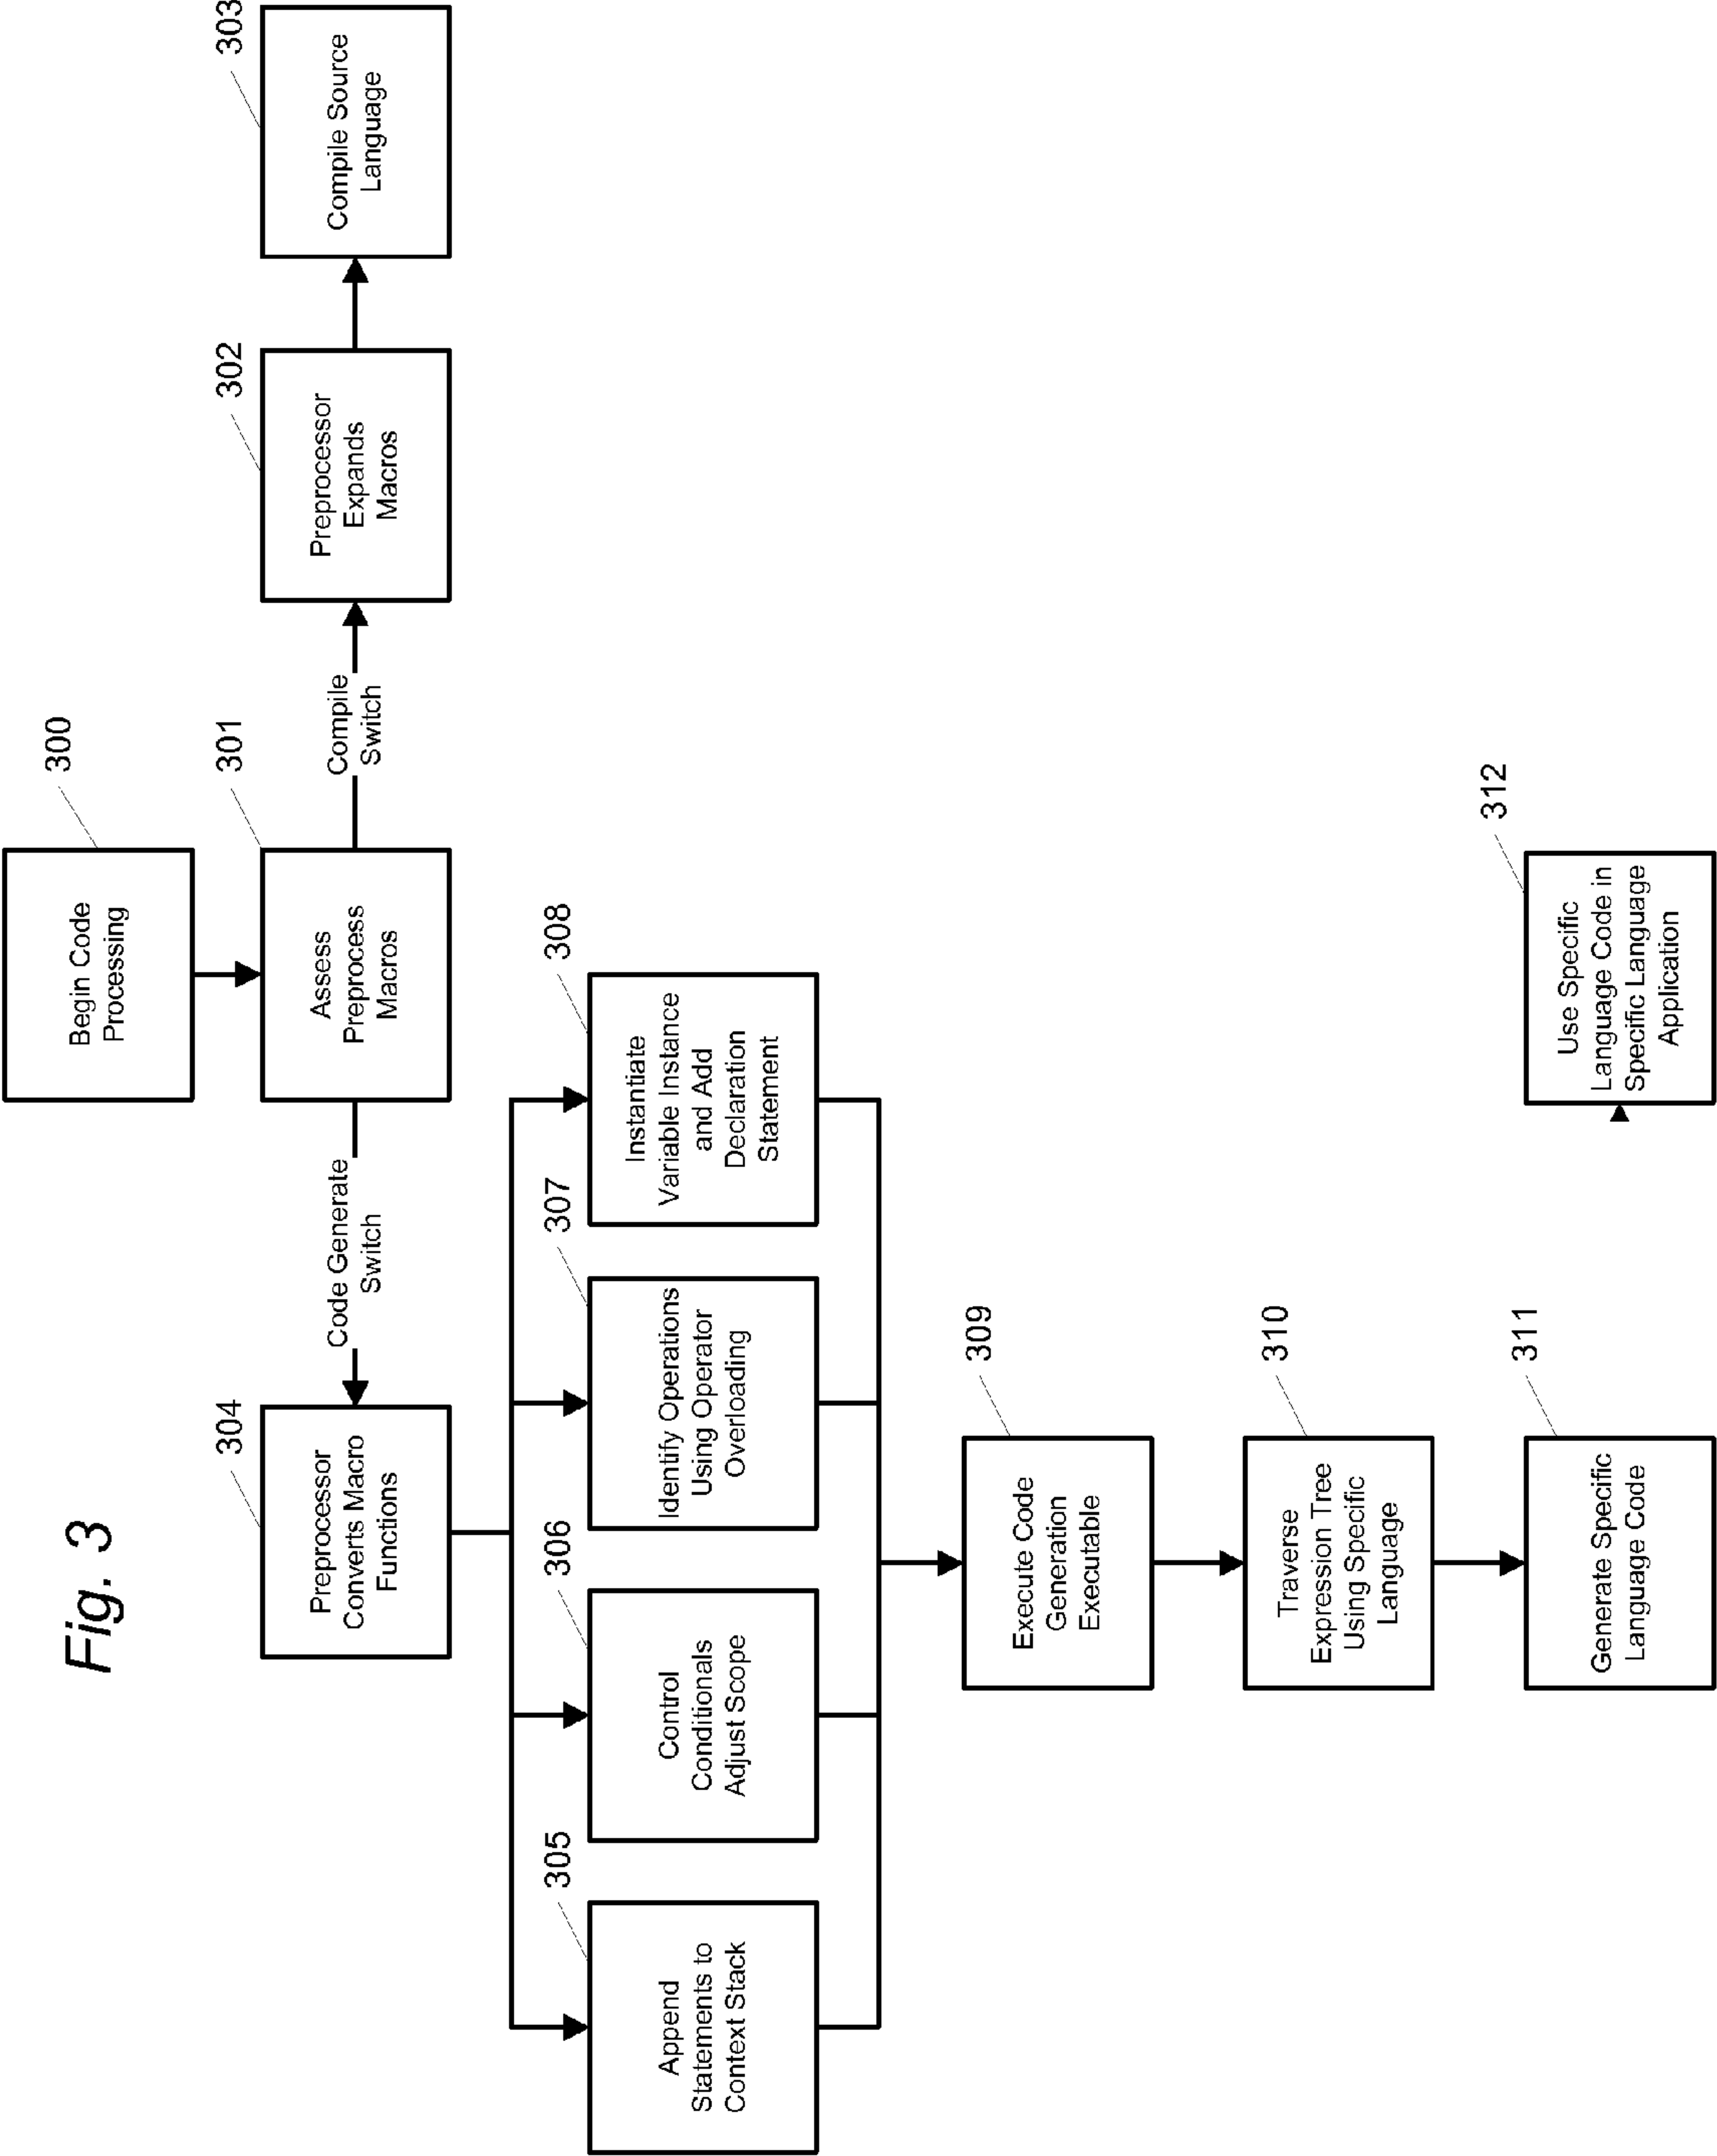 Fig. 3
300
Begin Code
Processing
301
Assess
Preprocess
Macros
Compile
Switch
302
Preprocessor
Expands
Macros
303
Compile Source
Language
Code Generate
Switch
304
Preprocessor
Converts Macro
Functions
305
Append
Statements to
Context Stack
306
Control
Conditionals
Adjust Scope
307
Identify Operations
Using Operator
Overloading
308
Instantiate
Variable Instance
and Add
Declaration
Statement
309
Execute Code
Generation
Executable
310
Traverse
Expression Tree
Using Specific
Language
311
Generate Specific
Language Code
312
Use Specific
Language Code in
Specific Language
Application